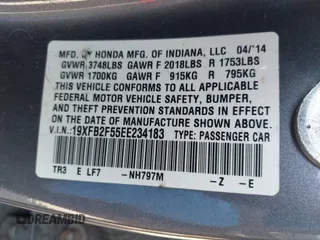 MFD. BY HONDA MFG. OF INDIANA, LLC 04/14
GVWR 3748LBS GAWR F 2018LBS R 1753LBS
GVWR 1700KG GAWR F 915KG R 795KG
THIS VEHICLE CONFORMS TO ALL APPLICABLE
FEDERAL MOTOR VEHICLE SAFETY, BUMPER,
AND THEFT PREVENTION STANDARDS IN EFFECT
ON THE DATE OF MANUFACTURE SHOWN ABOVE.
V.I.N.: 19XFB2F55EE234183 TYPE: PASSENGER CAR
TR3 E LF7 -NH797M -Z -E
DREAMBID